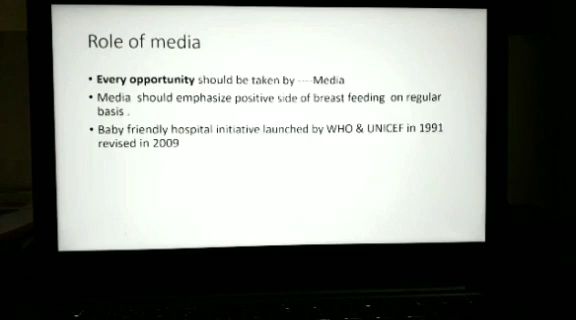 Role of media
• Every opportunity should be taken by ---- Media
• Media should emphasize positive side of breast feeding on regular
basis .
• Baby friendly hospital initiative launched by WHO & UNICEF in 1991
revised in 2009